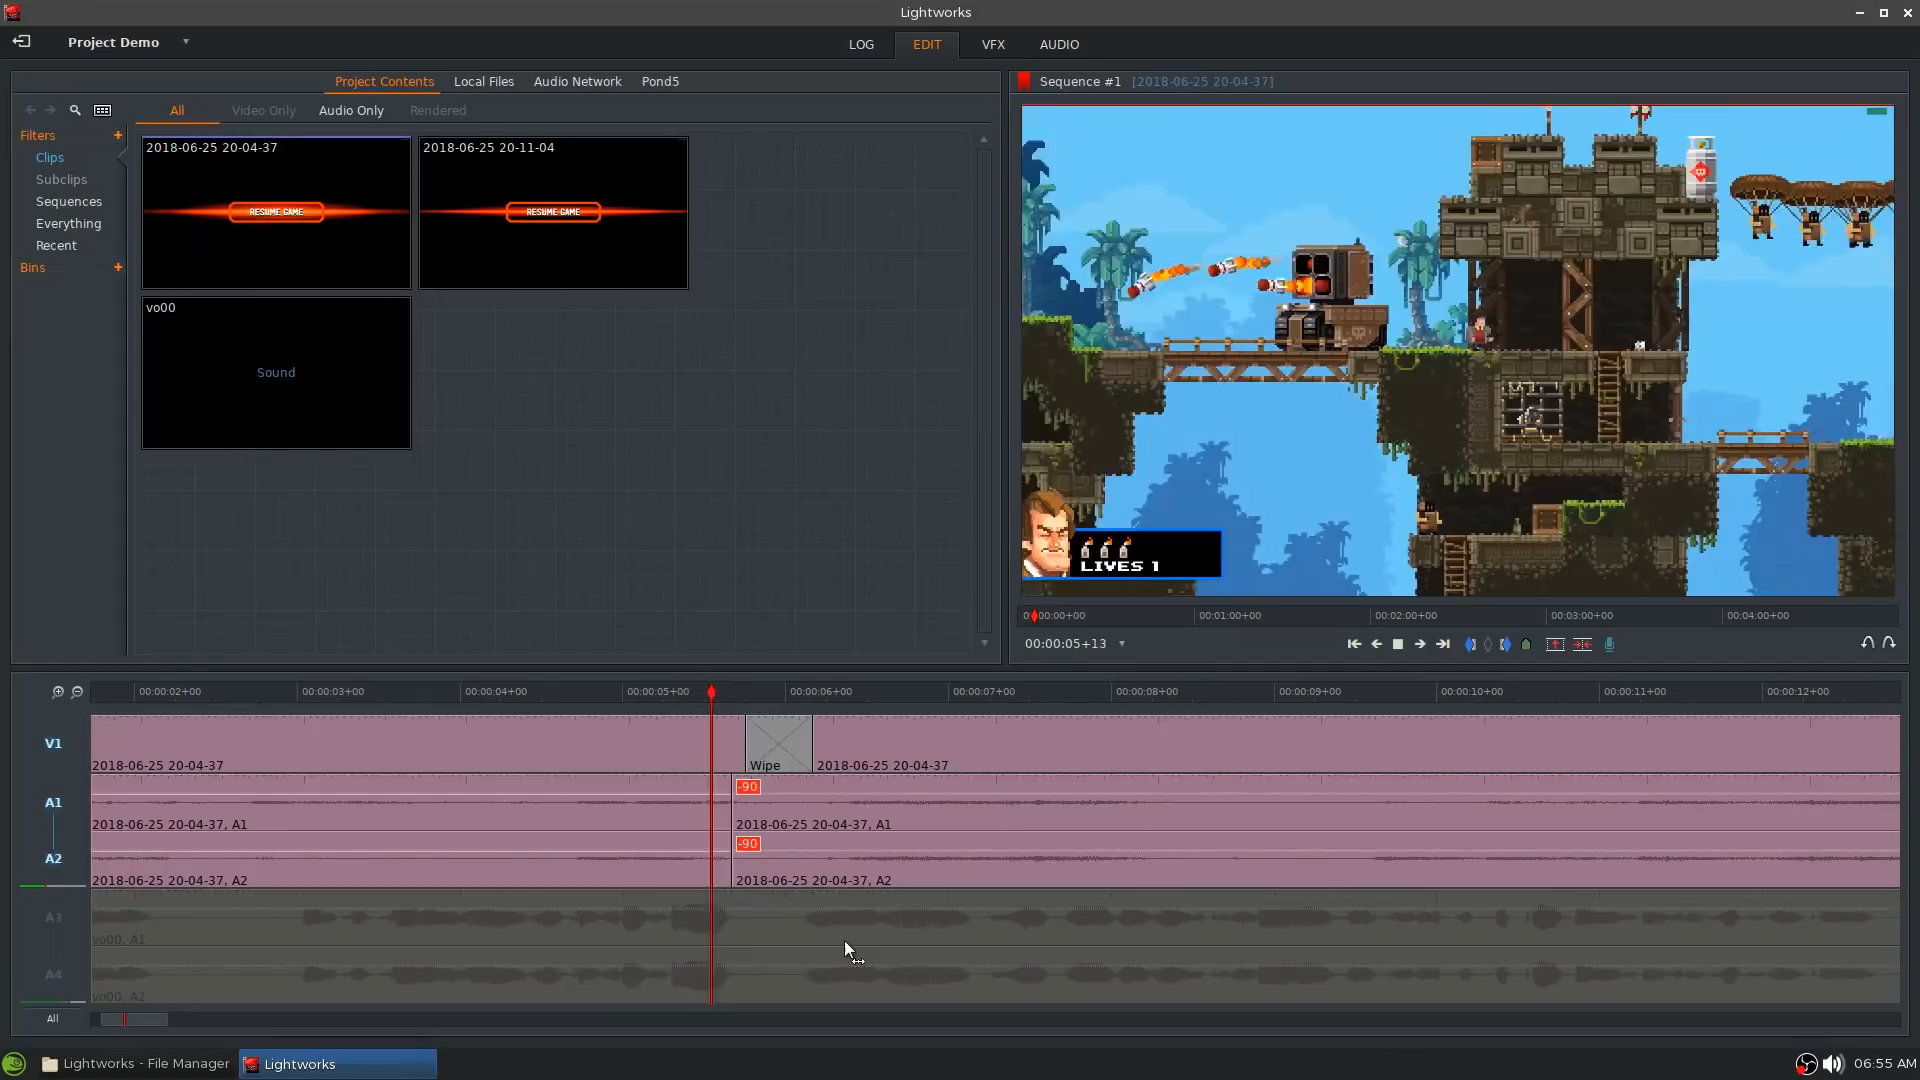 Lightworks
Project Demo
LOG
EDIT
VFX
AUDIO
Project Contents
Local Files
Audio Network
Pond5
Sequence #1 [2018-06-25 20-04-37]
All
Video Only
Audio Only
Rendered
Filters +
Clips
Subclips
Sequences
Everything
Recent
Bins +
2018-06-25 20-04-37
RESUME GAME
2018-06-25 20-11-04
RESUME GAME
vo00
Sound
LIVES 1
00:01:00+00
00:02:00+00
00:03:00+00
00:04:00+00
00:00:05+13
00:00:02+00
00:00:03+00
00:00:04+00
00:00:05+00
00:00:06+00
00:00:07+00
00:00:08+00
00:00:09+00
00:00:10+00
00:00:11+00
00:00:12+00
V1
2018-06-25 20-04-37
Wipe
2018-06-25 20-04-37
A1
-90
2018-06-25 20-04-37, A1
2018-06-25 20-04-37, A1
A2
-90
2018-06-25 20-04-37, A2
2018-06-25 20-04-37, A2
A3
vo00, A1
A4
vo00, A2
All
Lightworks - File Manager
Lightworks
06:55 AM